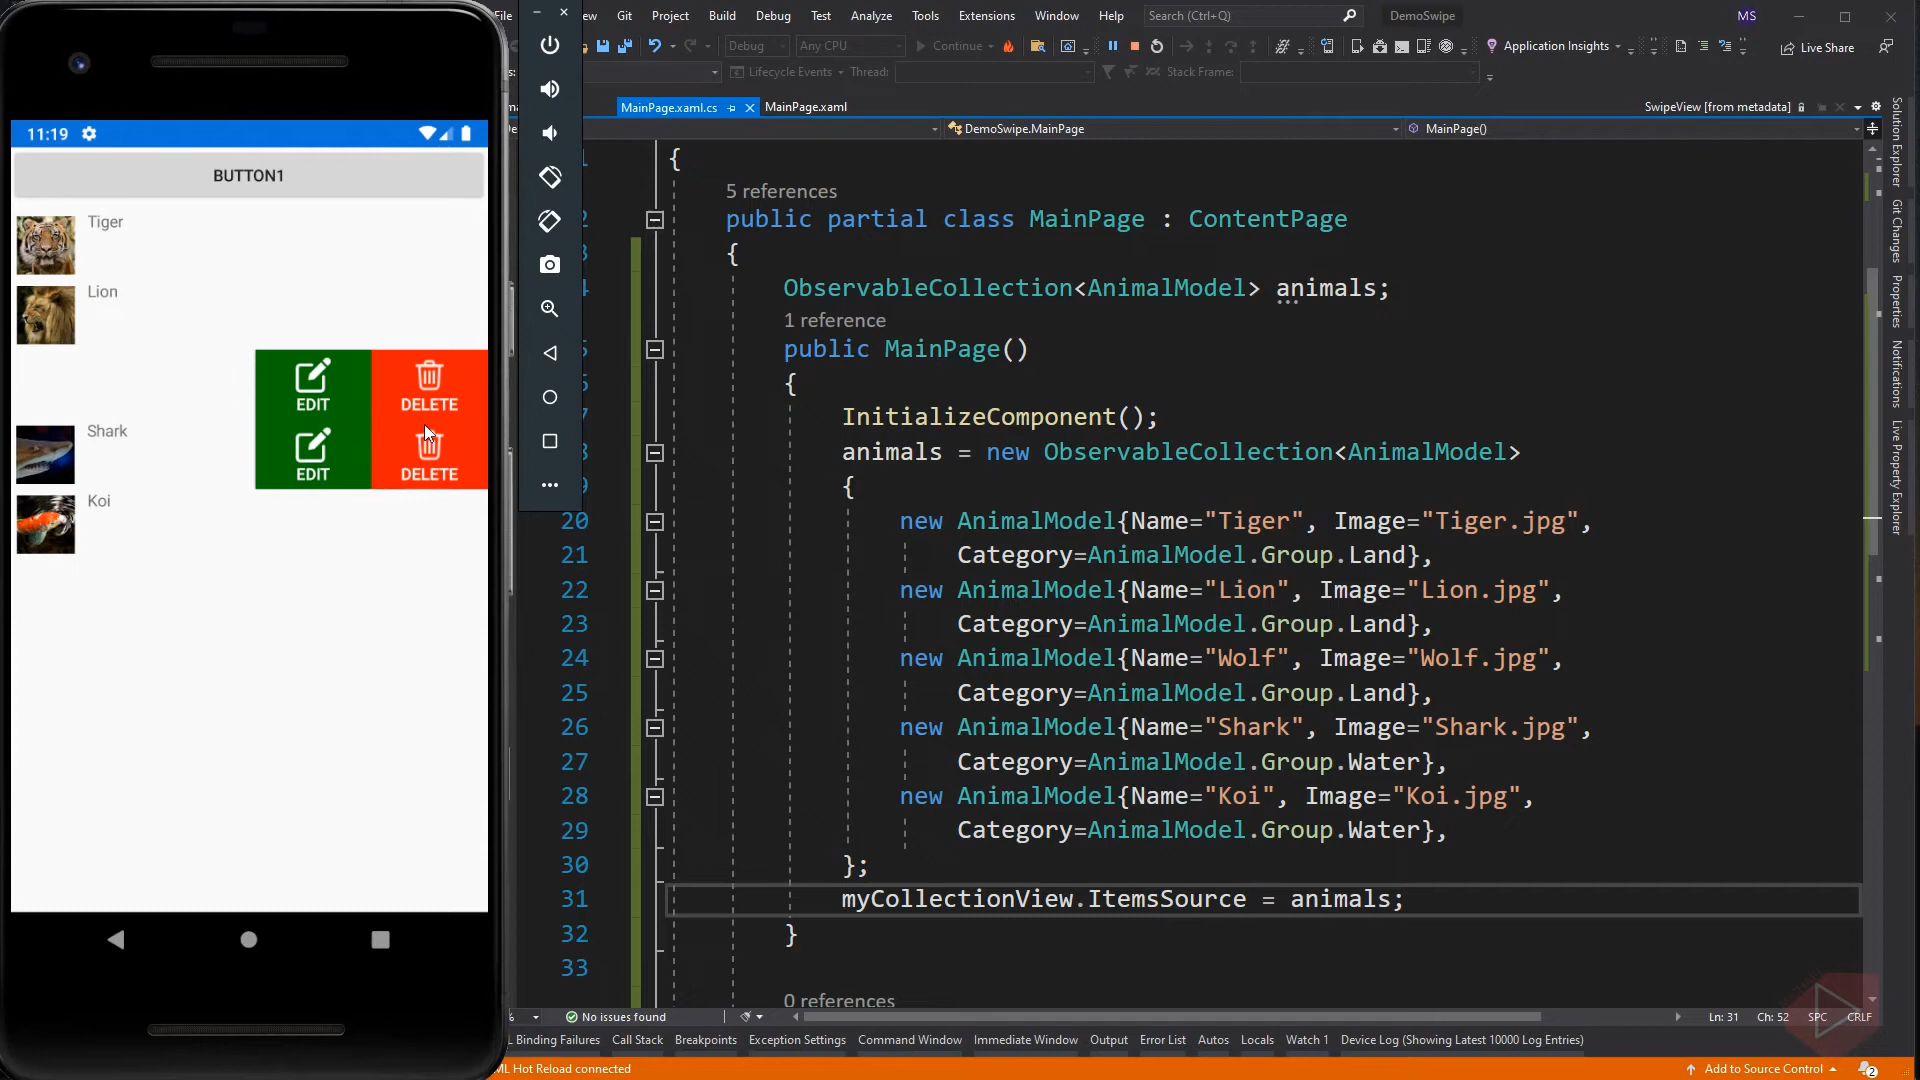 File
ew
Git
Project
Build
Debug
Test
Analyze
Tools
Extensions
Window
Help
Search (Ctrl+Q)
DemoSwipe
MS
Debug
Any CPU
Continue
Application Insights
Live Share
Lifecycle Events
Thread:
Stack Frame:
MainPage.xaml.cs
MainPage.xaml
SwipeView [from metadata]
DemoSwipe.MainPage
MainPage()
11:19
BUTTON1
Tiger
Lion
EDIT
DELETE
Shark
EDIT
DELETE
Koi
{
5 references
public partial class MainPage : ContentPage
{
ObservableCollection<AnimalModel> animals;
1 reference
public MainPage()
{
InitializeComponent();
animals = new ObservableCollection<AnimalModel>
{
20 new AnimalModel{Name="Tiger", Image="Tiger.jpg",
21 Category=AnimalModel.Group.Land},
22 new AnimalModel{Name="Lion", Image="Lion.jpg",
23 Category=AnimalModel.Group.Land},
24 new AnimalModel{Name="Wolf", Image="Wolf.jpg",
25 Category=AnimalModel.Group.Land},
26 new AnimalModel{Name="Shark", Image="Shark.jpg",
27 Category=AnimalModel.Group.Water},
28 new AnimalModel{Name="Koi", Image="Koi.jpg",
29 Category=AnimalModel.Group.Water},
30 };
31 myCollectionView.ItemsSource = animals;
32 }
33
0 references
Solution Explorer
Git Changes
Properties
Notifications
Live Property Explorer
%
No issues found
Ln: 31
Ch: 52
SPC
CRLF
L Binding Failures
Call Stack
Breakpoints
Exception Settings
Command Window
Immediate Window
Output
Error List
Autos
Locals
Watch 1
Device Log (Showing Latest 10000 Log Entries)
ML Hot Reload connected
Add to Source Control
2